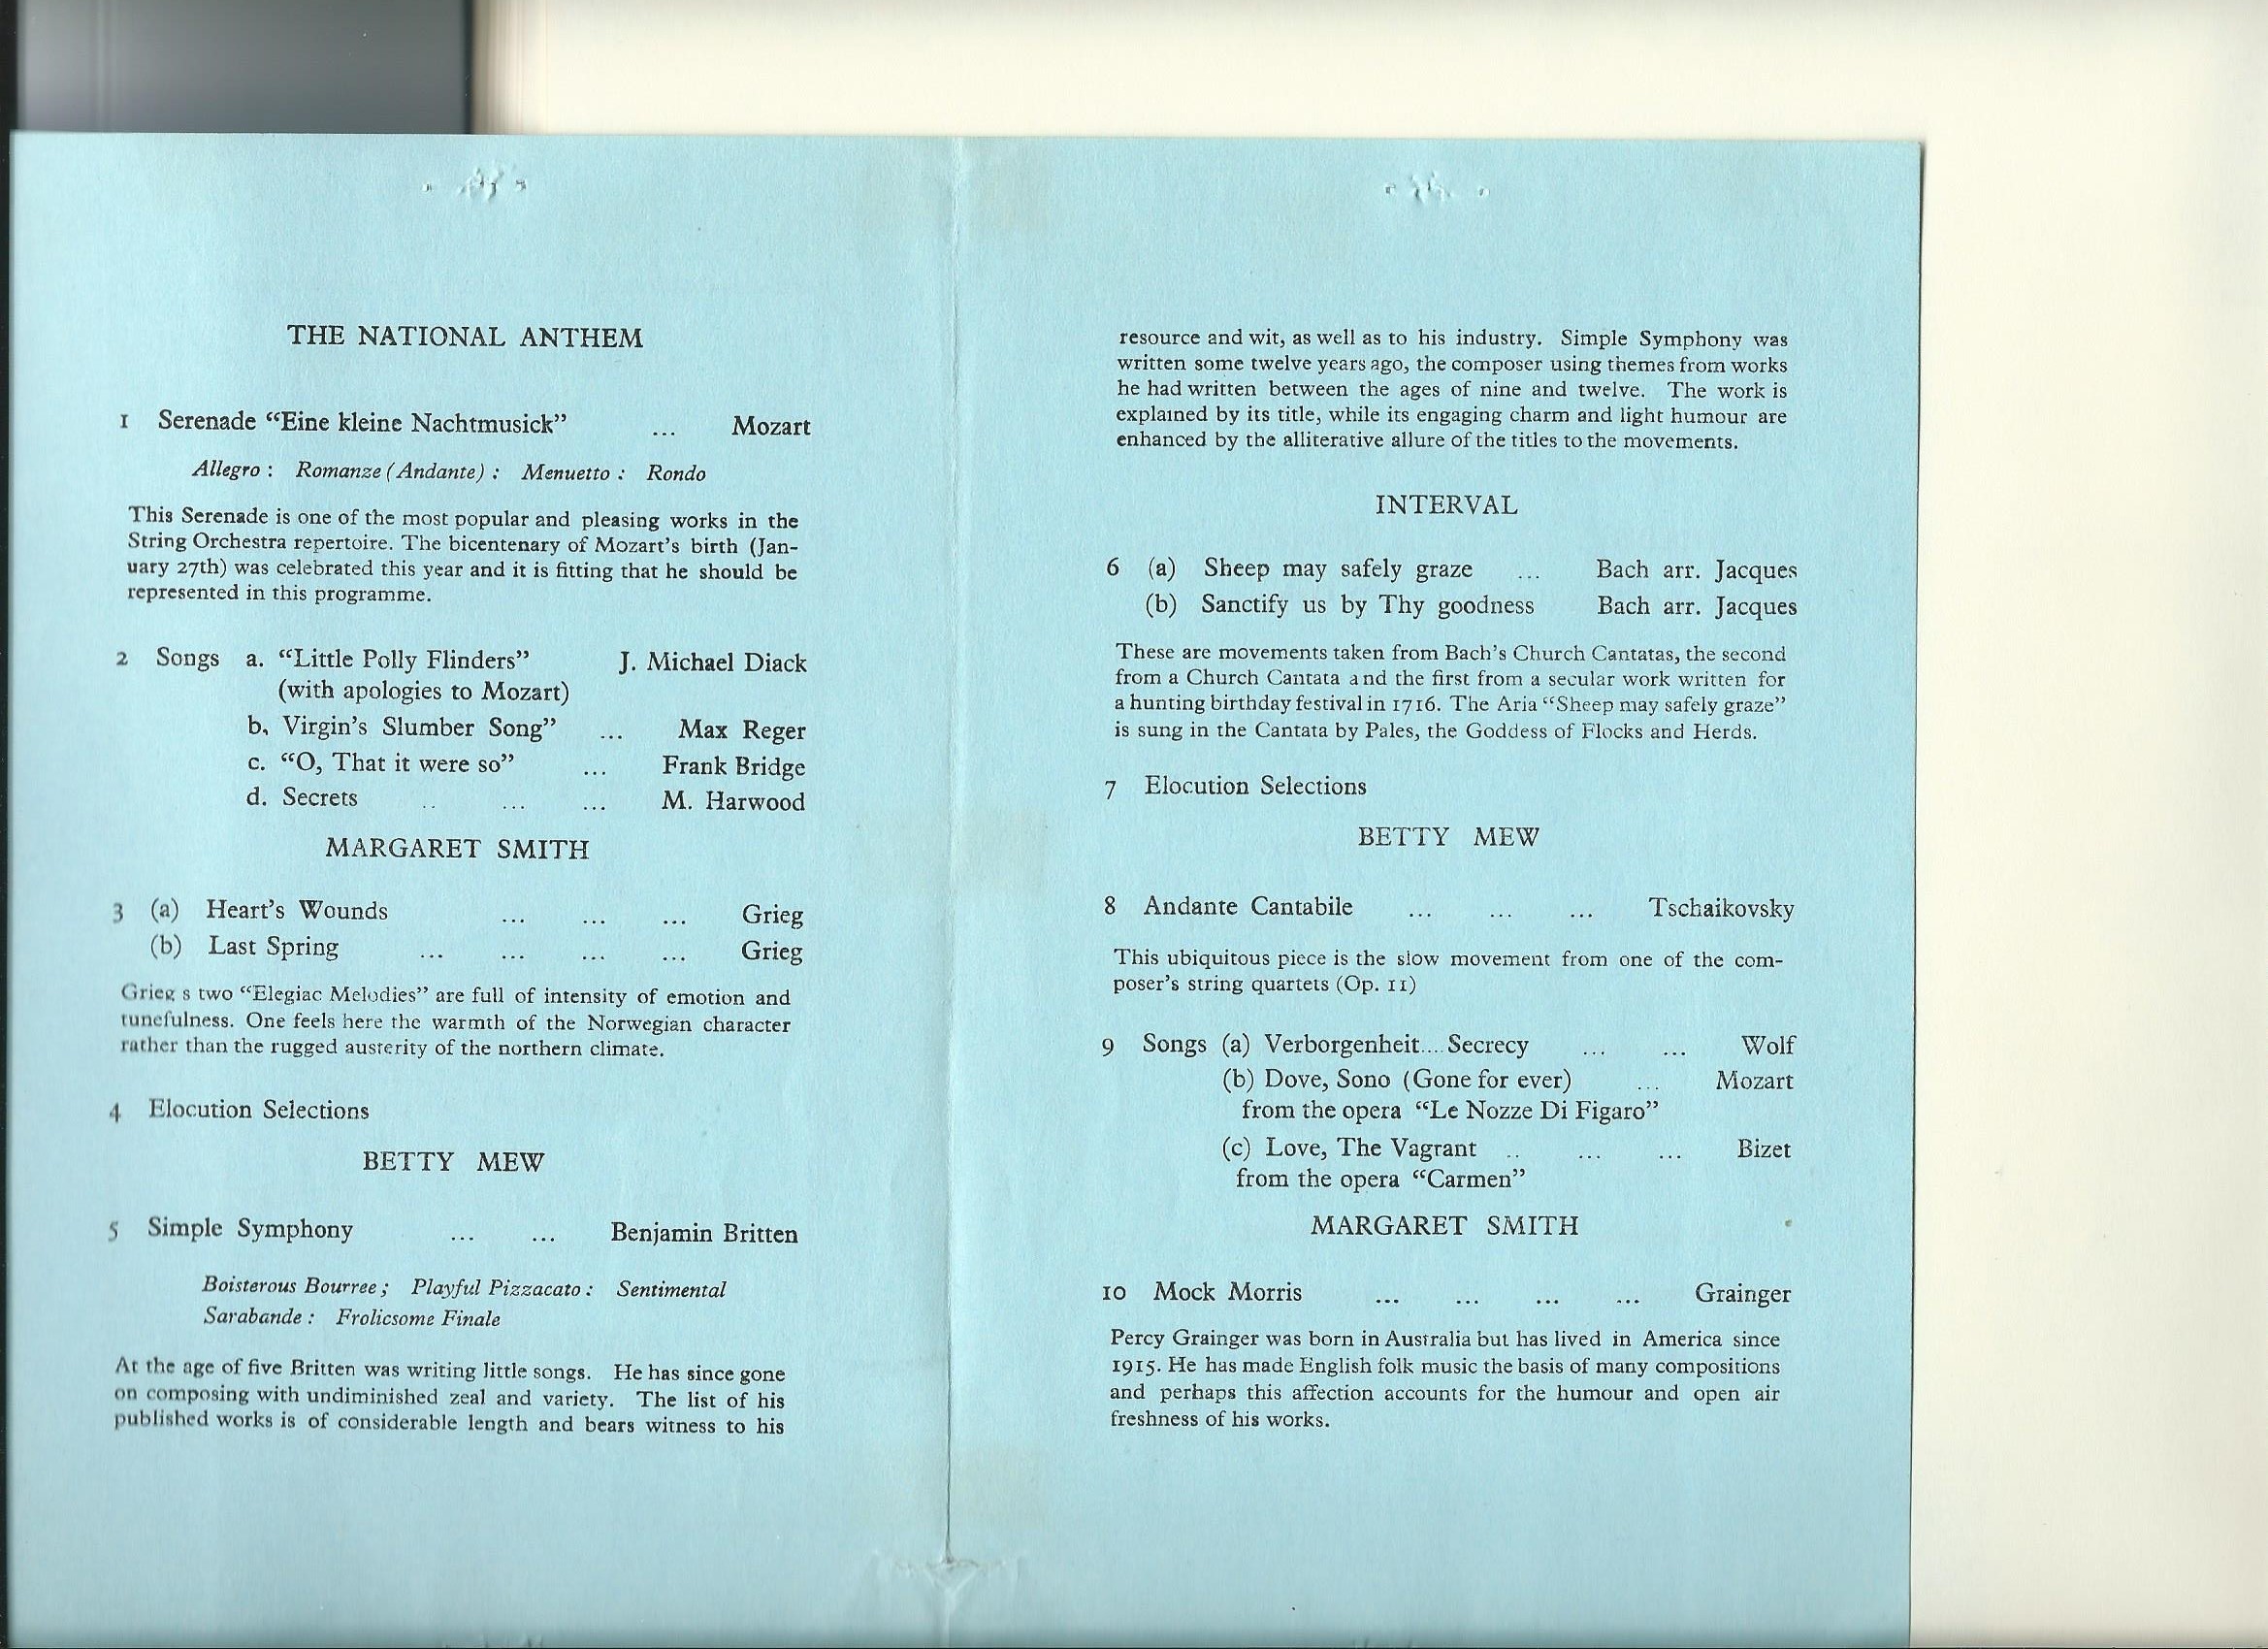 THE NATIONAL ANTHEM
1 Serenade “Eine kleine Nachtmusick” ... Mozart
Allegro : Romanze (Andante) : Menuetto : Rondo
This Serenade is one of the most popular and pleasing works in the
String Orchestra repertoire. The bicentenary of Mozart’s birth (Jan-
uary 27th) was celebrated this year and it is fitting that he should be
represented in this programme.
2 Songs a. “Little Polly Flinders” J. Michael Diack
(with apologies to Mozart)
b. Virgin’s Slumber Song” ... Max Reger
c. “O, That it were so” ... Frank Bridge
d. Secrets .. ... ... M. Harwood
MARGARET SMITH
3 (a) Heart’s Wounds ... ... ... Grieg
(b) Last Spring ... ... ... ... Grieg
Grieg s two “Elegiac Melodies” are full of intensity of emotion and
tunefulness. One feels here the warmth of the Norwegian character
rather than the rugged austerity of the northern climate.
4 Elocution Selections
BETTY MEW
5 Simple Symphony ... ... Benjamin Britten
Boisterous Bourree ; Playful Pizzacato : Sentimental
Sarabande : Frolicsome Finale
At the age of five Britten was writing little songs. He has since gone
on composing with undiminished zeal and variety. The list of his
published works is of considerable length and bears witness to his
resource and wit, as well as to his industry. Simple Symphony was
written some twelve years ago, the composer using themes from works
he had written between the ages of nine and twelve. The work is
explained by its title, while its engaging charm and light humour are
enhanced by the alliterative allure of the titles to the movements.
INTERVAL
6 (a) Sheep may safely graze ... Bach arr. Jacques
(b) Sanctify us by Thy goodness Bach arr. Jacques
These are movements taken from Bach’s Church Cantatas, the second
from a Church Cantata and the first from a secular work written for
a hunting birthday festival in 1716. The Aria “Sheep may safely graze”
is sung in the Cantata by Pales, the Goddess of Flocks and Herds.
7 Elocution Selections
BETTY MEW
8 Andante Cantabile ... ... ... Tschaikovsky
This ubiquitous piece is the slow movement from one of the com-
poser’s string quartets (Op. 11)
9 Songs (a) Verborgenheit.... Secrecy ... ... Wolf
(b) Dove, Sono (Gone for ever) ... Mozart
from the opera “Le Nozze Di Figaro”
(c) Love, The Vagrant .. ... ... Bizet
from the opera “Carmen”
MARGARET SMITH
10 Mock Morris ... ... ... ... Grainger
Percy Grainger was born in Australia but has lived in America since
1915. He has made English folk music the basis of many compositions
and perhaps this affection accounts for the humour and open air
freshness of his works.